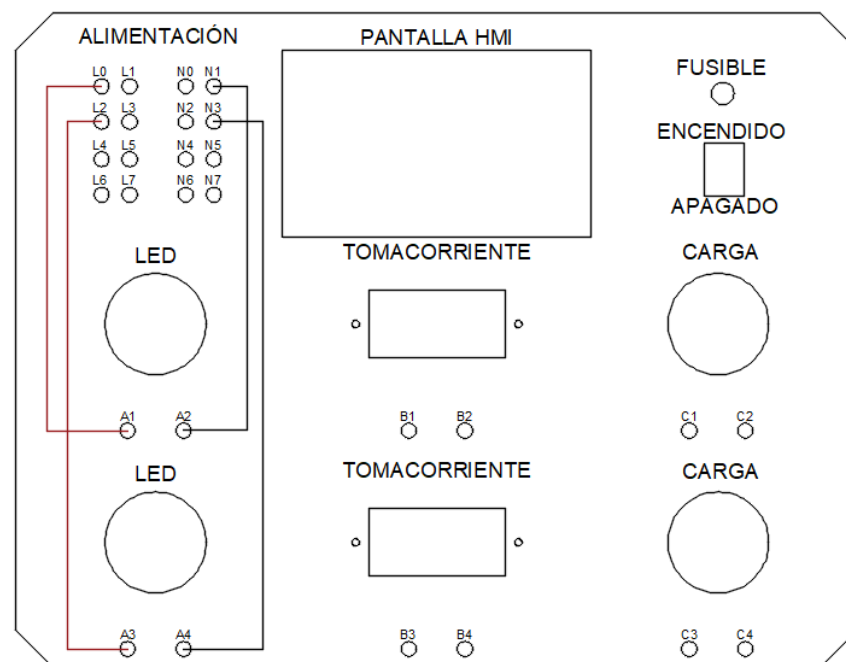 ALIMENTACIÓN
PANTALLA HMI
L0 L1 N0 N1
FUSIBLE
L2 L3 N2 N3
ENCENDIDO
L4 L5 N4 N5
L6 L7 N6 N7
APAGADO
LED
TOMACORRIENTE
CARGA
A1 A2
B1 B2
C1 C2
LED
TOMACORRIENTE
CARGA
A3 A4
B3 B4
C3 C4